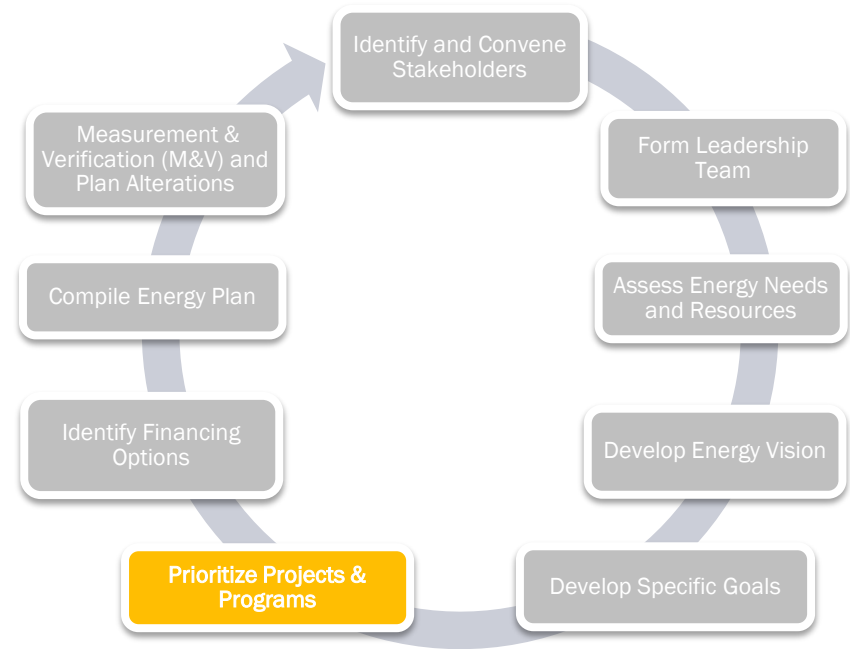 Identify and Convene
Stakeholders
Form Leadership
Team
Assess Energy Needs
and Resources
Develop Energy Vision
Develop Specific Goals
Prioritize Projects &
Programs
Identify Financing
Options
Compile Energy Plan
Measurement &
Verification (M&V) and
Plan Alterations